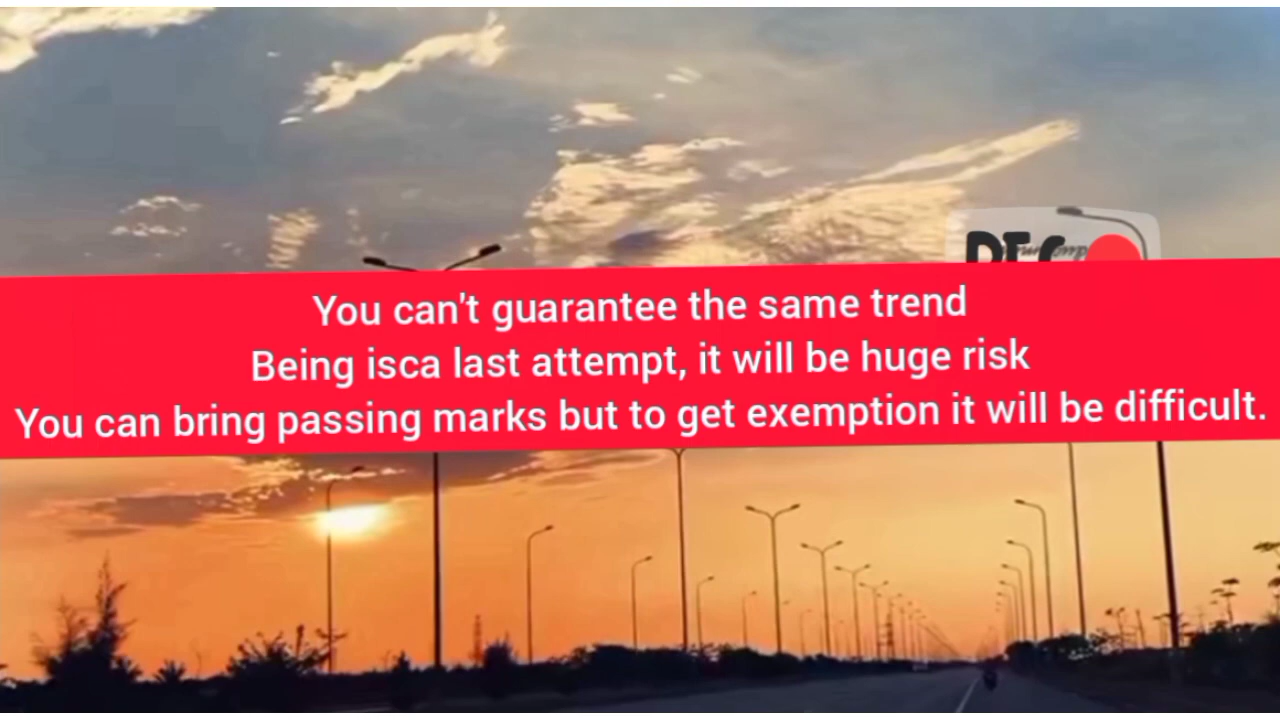 You can't guarantee the same trend
Being isca last attempt, it will be huge risk
You can bring passing marks but to get exemption it will be difficult.